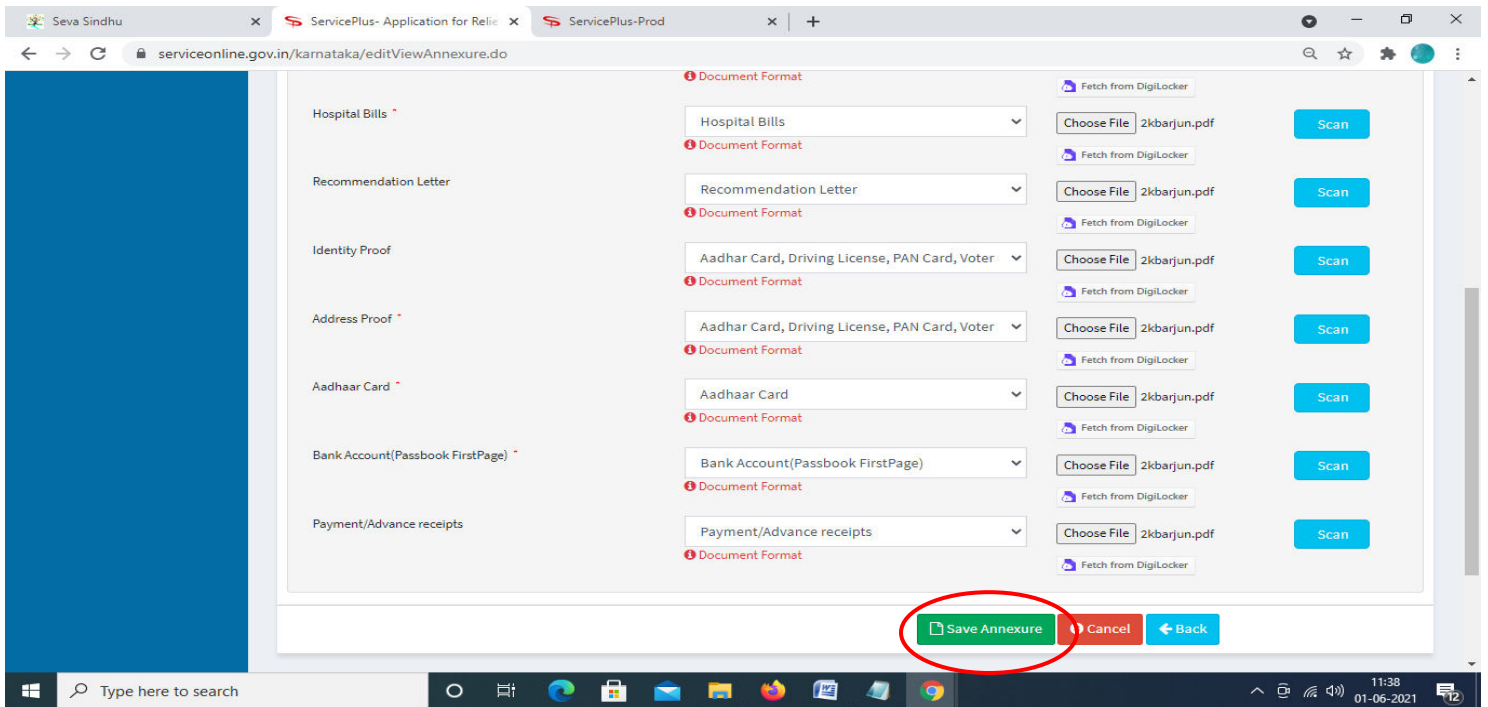 Seva Sindhu
ServicePlus- Application for Relie
ServicePlus-Prod
serviceonline.gov.in/karnataka/editViewAnnexure.do
Document Format
Fetch from DigiLocker
Hospital Bills *
Hospital Bills
Choose File 2kbarjun.pdf
Scan
Document Format
Fetch from DigiLocker
Recommendation Letter
Recommendation Letter
Choose File 2kbarjun.pdf
Scan
Document Format
Fetch from DigiLocker
Identity Proof
Aadhar Card, Driving License, PAN Card, Voter
Choose File 2kbarjun.pdf
Scan
Document Format
Fetch from DigiLocker
Address Proof *
Aadhar Card, Driving License, PAN Card, Voter
Choose File 2kbarjun.pdf
Scan
Document Format
Fetch from DigiLocker
Aadhaar Card *
Aadhaar Card
Choose File 2kbarjun.pdf
Scan
Document Format
Fetch from DigiLocker
Bank Account(Passbook FirstPage) *
Bank Account(Passbook FirstPage)
Choose File 2kbarjun.pdf
Scan
Document Format
Fetch from DigiLocker
Payment/Advance receipts
Payment/Advance receipts
Choose File 2kbarjun.pdf
Scan
Document Format
Fetch from DigiLocker
Save Annexure
Cancel
Back
Type here to search
11:38
01-06-2021
12